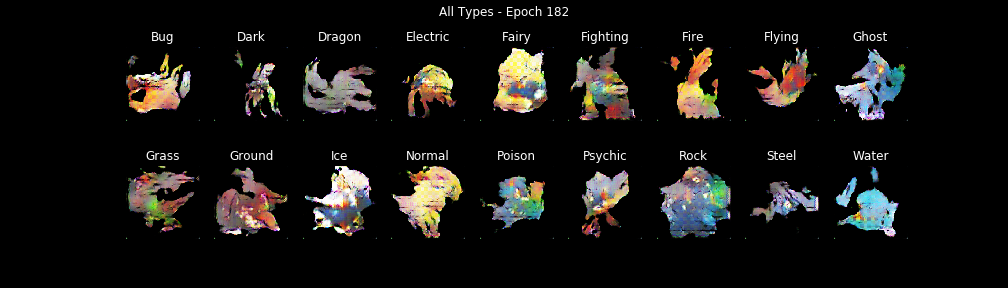 All Types - Epoch 182
Bug Dark Dragon Electric Fairy Fighting Fire Flying Ghost
Grass Ground Ice Normal Poison Psychic Rock Steel Water